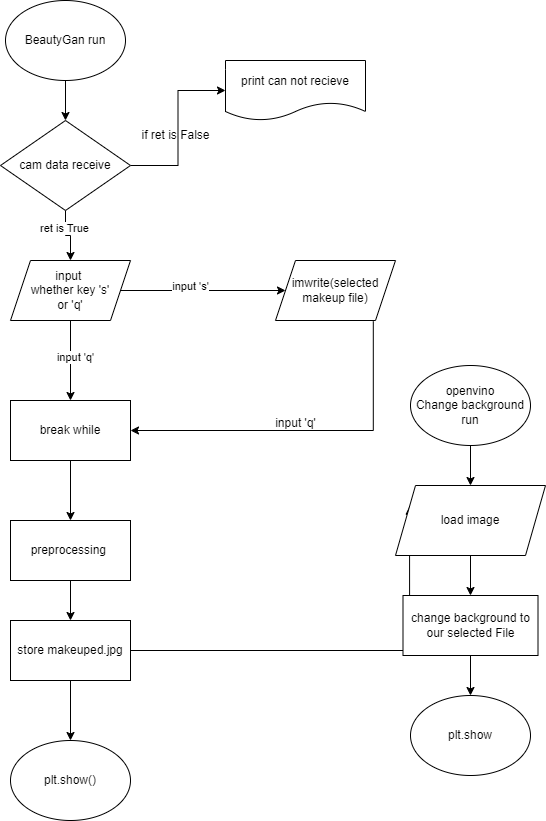 BeautyGan run
print can not recieve
if ret is False
cam data receive
ret is True
input
whether key 's'
or 'q'
input 's'
imwrite(selected
makeup file)
input 'q'
input 'q'
break while
openvino
Change background
run
load image
preprocessing
change background to
our selected File
store makeuped.jpg
plt.show
plt.show()